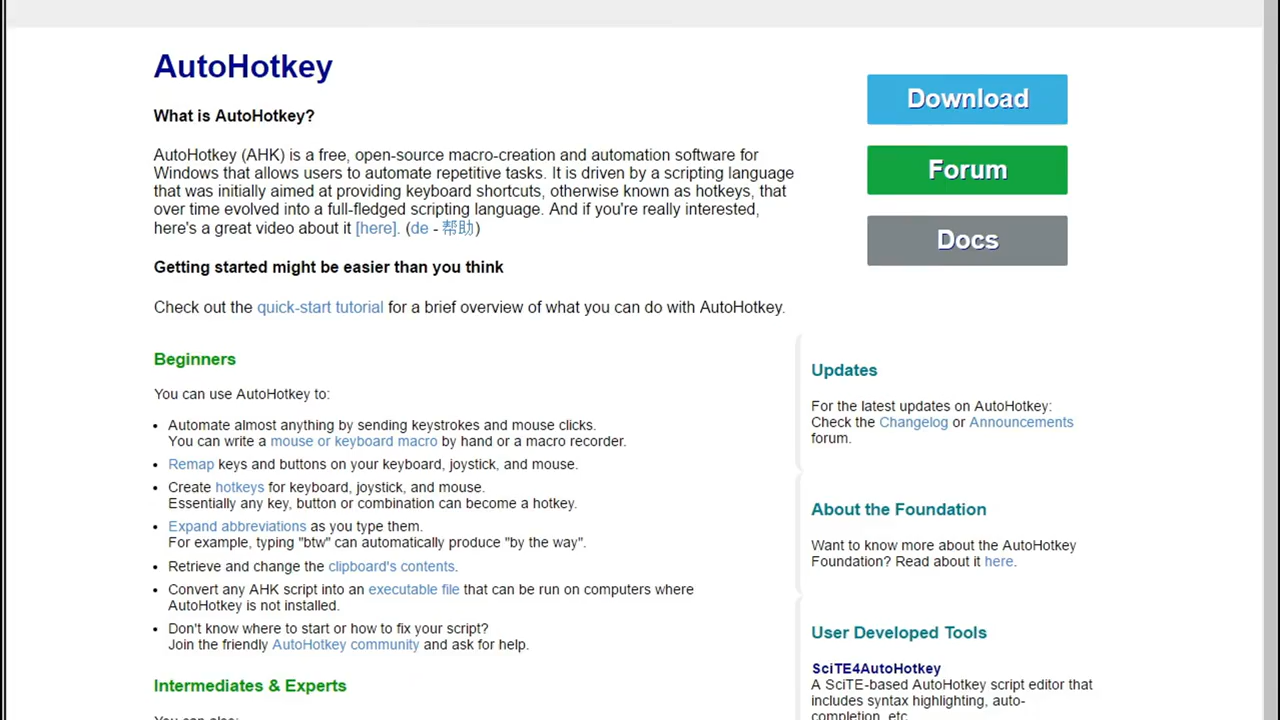 AutoHotkey
What is AutoHotkey?
AutoHotkey (AHK) is a free, open-source macro-creation and automation software for
Windows that allows users to automate repetitive tasks. It is driven by a scripting language
that was initially aimed at providing keyboard shortcuts, otherwise known as hotkeys, that
over time evolved into a full-fledged scripting language. And if you're really interested,
here's a great video about it [here]. (de - 帮助)
Getting started might be easier than you think
Check out the quick-start tutorial for a brief overview of what you can do with AutoHotkey.
Download
Forum
Docs
Beginners
You can use AutoHotkey to:
• Automate almost anything by sending keystrokes and mouse clicks.
You can write a mouse or keyboard macro by hand or a macro recorder.
• Remap keys and buttons on your keyboard, joystick, and mouse.
• Create hotkeys for keyboard, joystick, and mouse.
Essentially any key, button or combination can become a hotkey.
• Expand abbreviations as you type them.
For example, typing "btw" can automatically produce "by the way".
• Retrieve and change the clipboard's contents.
• Convert any AHK script into an executable file that can be run on computers where
AutoHotkey is not installed.
• Don't know where to start or how to fix your script?
Join the friendly AutoHotkey community and ask for help.
Intermediates & Experts
You can also:
Updates
For the latest updates on AutoHotkey:
Check the Changelog or Announcements
forum.
About the Foundation
Want to know more about the AutoHotkey
Foundation? Read about it here.
User Developed Tools
SciTE4AutoHotkey
A SciTE-based AutoHotkey script editor that
includes syntax highlighting, auto-
completion, etc